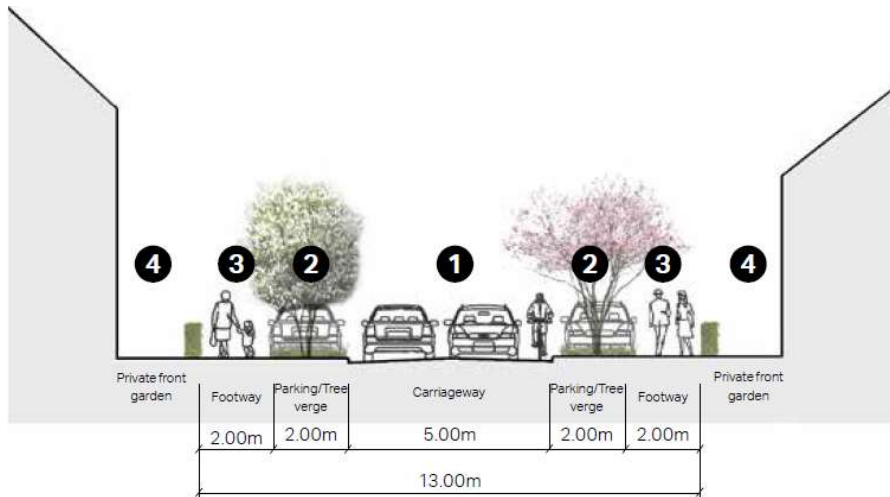 4
3
2
1
2
3
4
Private front
garden
Footway
Parking/Tree
verge
Carriageway
Parking/Tree
verge
Footway
Private front
garden
2.00m
2.00m
5.00m
2.00m
2.00m
13.00m